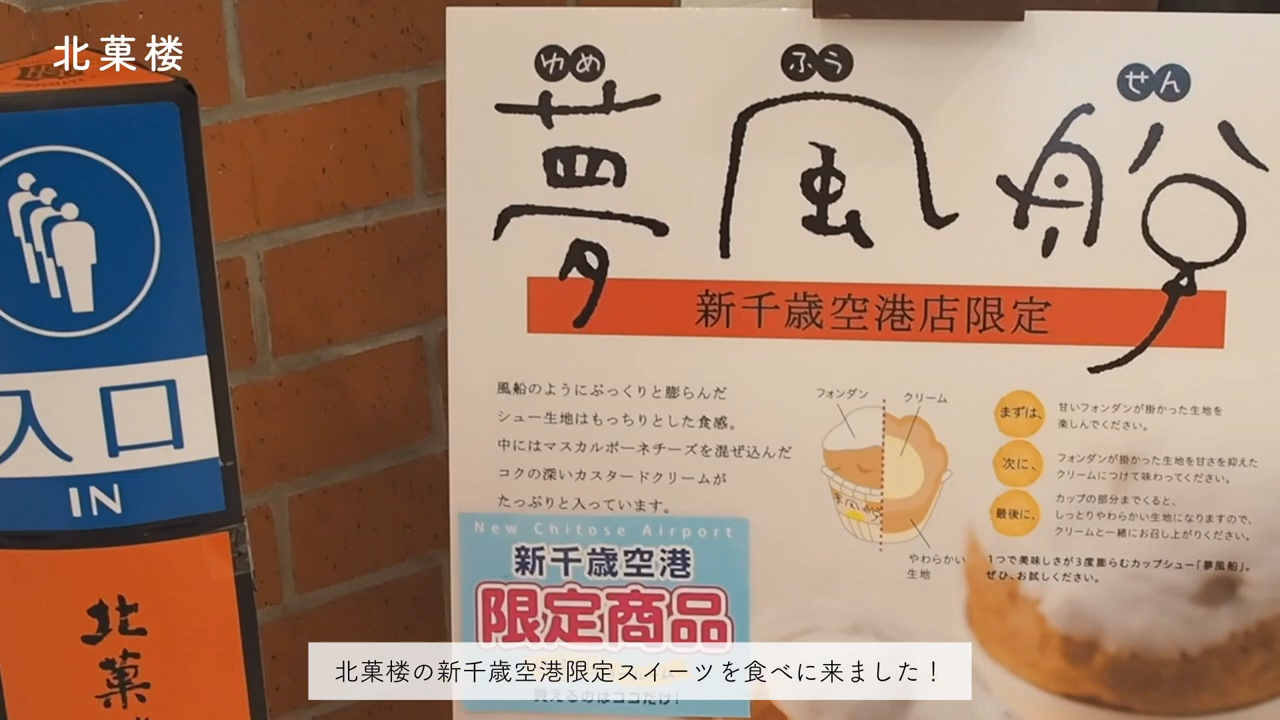 北菓楼
入口
IN
北菓
ゆめ ふう せん
夢風船
新千歳空港店限定
風船のようにぷっくりと膨らんだ
シュー生地はもっちりとした食感。
中にはマスカルポーネチーズを混ぜ込んだ
コクの深いカスタードクリームが
たっぷりと入っています。
フォンダン
クリーム
やわらかい
生地
まずは、
甘いフォンダンが掛かった生地を
楽しんでください。
次に、
フォンダンが掛かった生地を甘さを抑えた
クリームにつけて味わってください。
最後に、
カップの部分までくると、
しっとりやわらかい生地になりますので、
クリームと一緒にお召し上がりください。
1つで美味しさが3度膨らむカップシュー「夢風船」。
ぜひ、お試しください。
New Chitose Airport
新千歳空港
限定商品
買えるのはココだけ!
北菓楼の新千歳空港限定スイーツを食べに来ました！